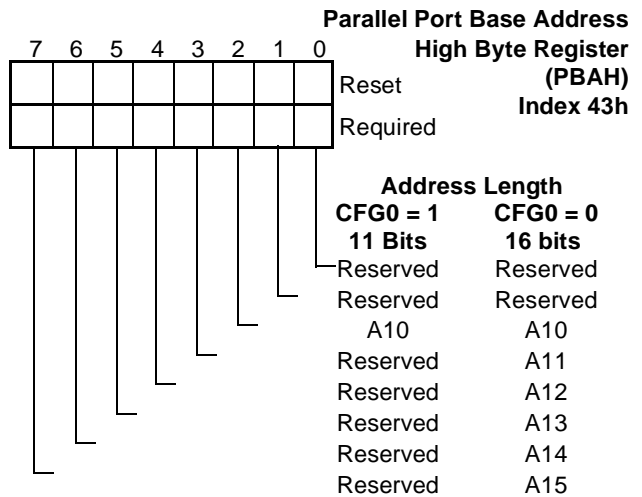 Parallel Port Base Address
High Byte Register
(PBAH)
Index 43h
7 6 5 4 3 2 1 0
Reset
Required
Address Length
CFG0 = 1 CFG0 = 0
11 Bits 16 bits
Reserved Reserved
Reserved Reserved
A10 A10
Reserved A11
Reserved A12
Reserved A13
Reserved A14
Reserved A15